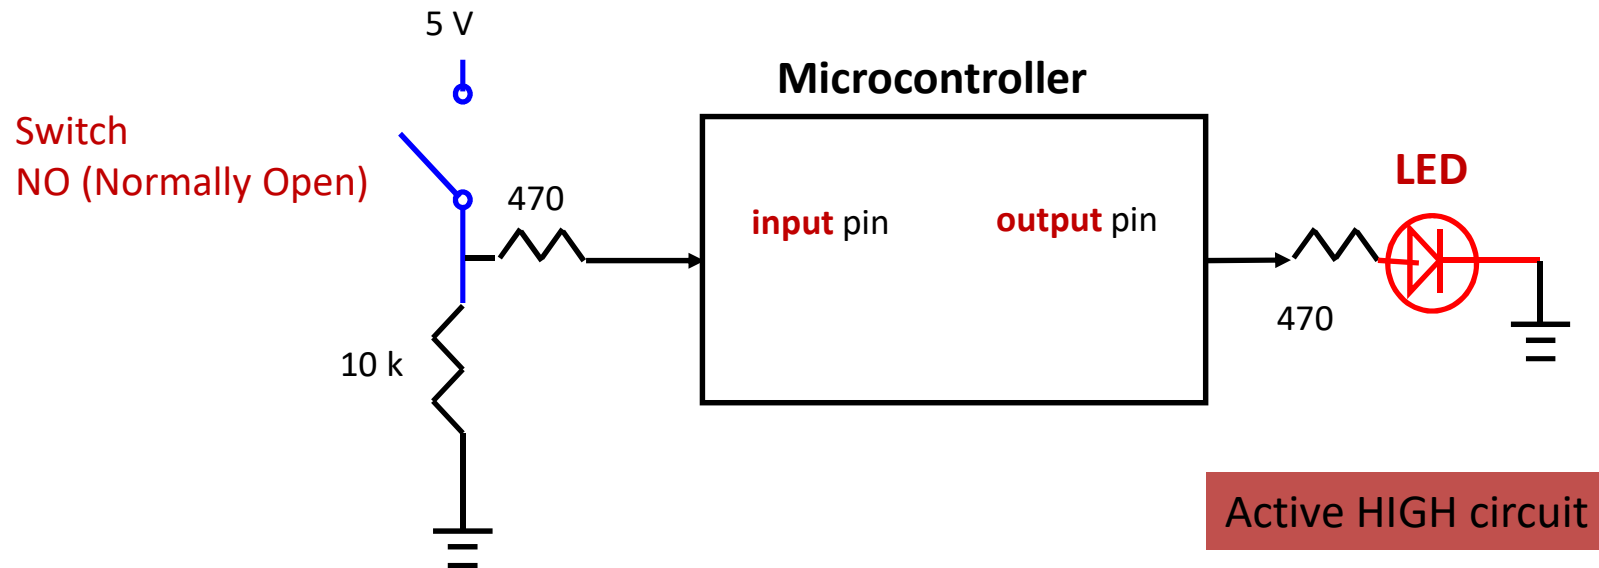 5 V
Microcontroller
Switch
NO (Normally Open)
470
input pin
output pin
LED
470
10 k
Active HIGH circuit